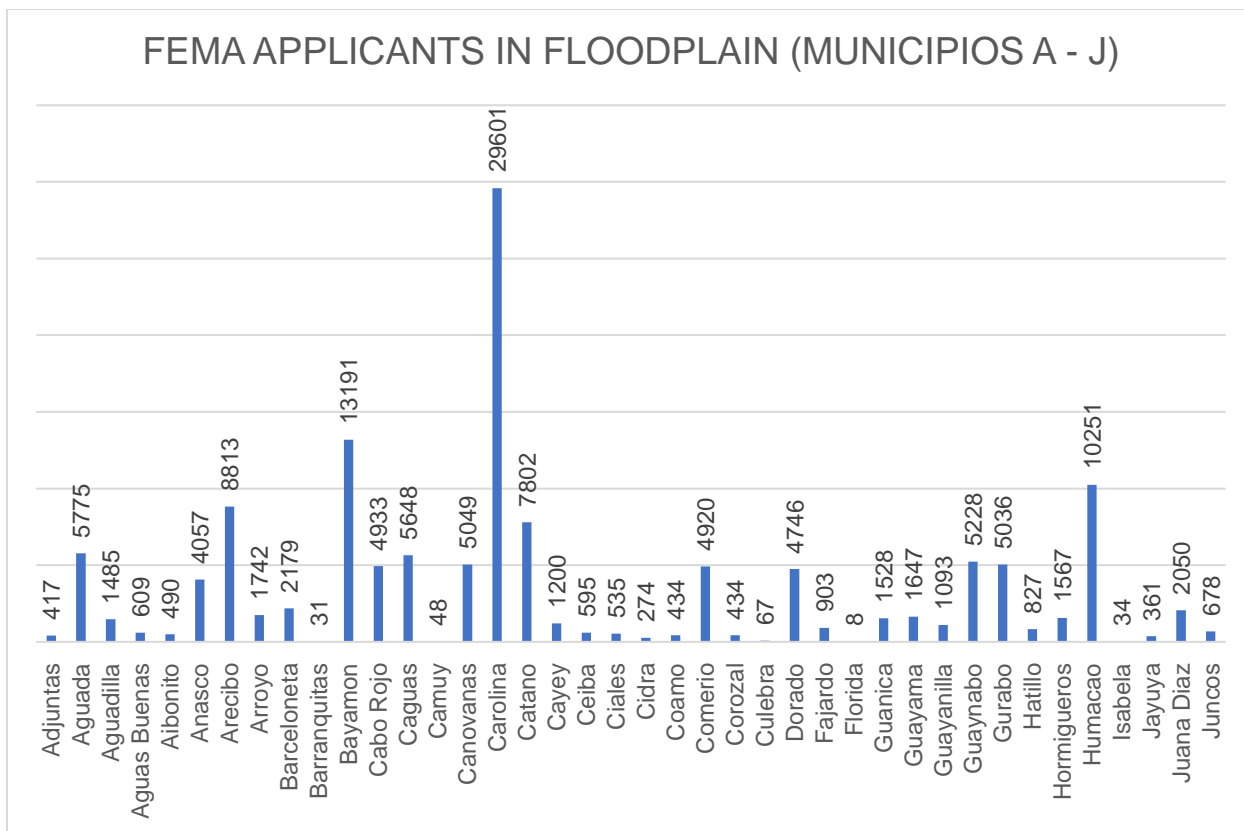 FEMA APPLICANTS IN FLOODPLAIN (MUNICIPIOS A - J)
417
5775
1485
609
490
4057
8813
1742
2179
31
13191
4933
5648
48
5049
29601
7802
1200
595
535
274
434
4920
434
67
4746
903
8
1528
1647
1093
5228
5036
827
1567
10251
34
361
2050
678
Adjuntas
Aguada
Aguadilla
Aguas Buenas
Aibonito
Anasco
Arecibo
Arroyo
Barceloneta
Barranquitas
Bayamon
Cabo Rojo
Caguas
Camuy
Canovanas
Carolina
Catano
Cayey
Ceiba
Ciales
Cidra
Coamo
Comerio
Corozal
Culebra
Dorado
Fajardo
Florida
Guanica
Guayama
Guayanilla
Guaynabo
Gurabo
Hatillo
Hormigueros
Humacao
Isabela
Jayuya
Juana Diaz
Juncos